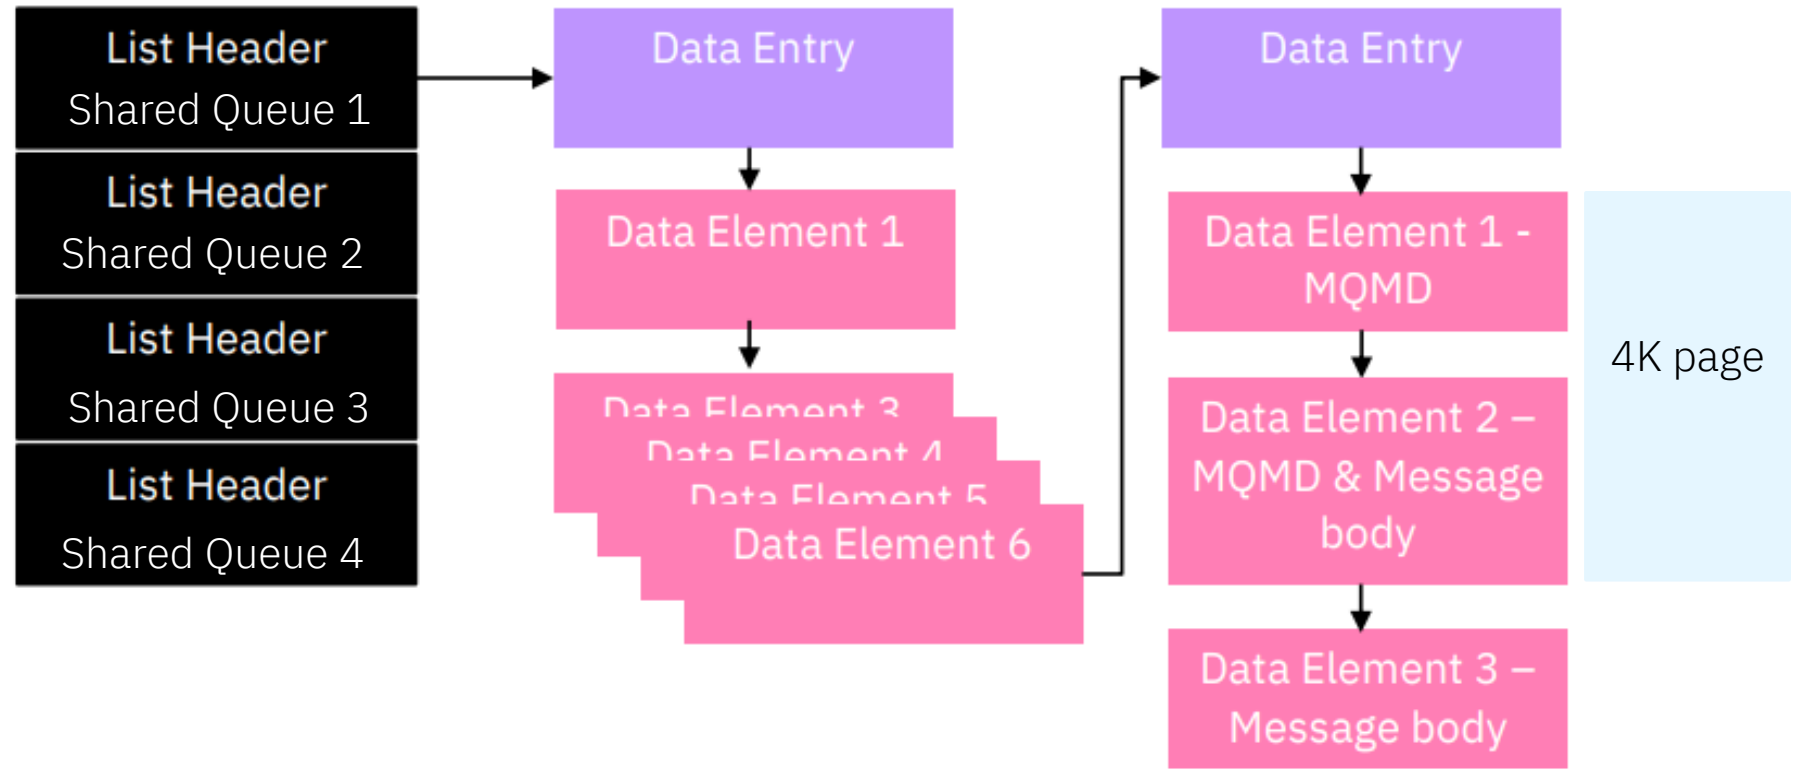 List Header
Shared Queue 1
List Header
Shared Queue 2
List Header
Shared Queue 3
List Header
Shared Queue 4
Data Entry
Data Element 1
Data Element 3
Data Element 4
Data Element 5
Data Element 6
Data Entry
Data Element 1 -
MQMD
Data Element 2 –
MQMD & Message
body
Data Element 3 –
Message body
4K page